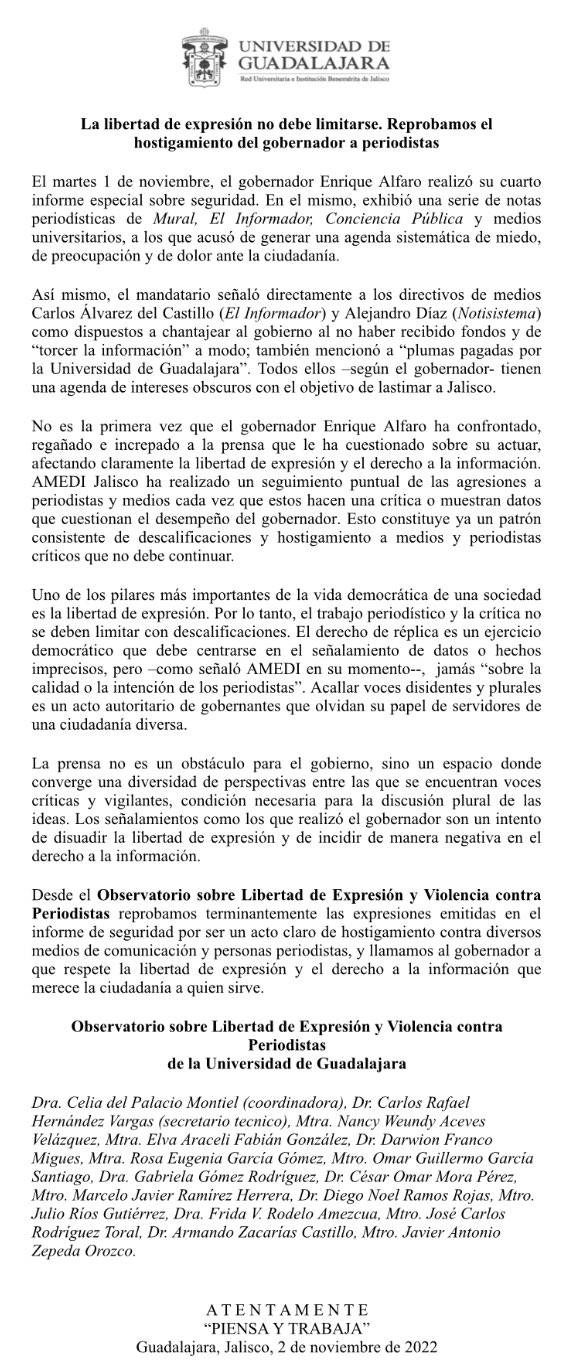 UNIVERSIDAD DE
GUADALAJARA
Red Universitaria e Institución Benemérita de Jalisco
La libertad de expresión no debe limitarse. Reprobamos el
hostigamiento del gobernador a periodistas
El martes 1 de noviembre, el gobernador Enrique Alfaro realizó su cuarto
informe especial sobre seguridad. En el mismo, exhibió una serie de notas
periodísticas de Mural, El Informador, Conciencia Pública y medios
universitarios, a los que acusó de generar una agenda sistemática de miedo,
de preocupación y de dolor ante la ciudadanía.
Así mismo, el mandatario señaló directamente a los directivos de medios
Carlos Álvarez del Castillo (El Informador) y Alejandro Díaz (Notisistema)
como dispuestos a chantajear al gobierno al no haber recibido fondos y de
“torcer la información” a modo; también mencionó a “plumas pagadas por
la Universidad de Guadalajara”. Todos ellos –según el gobernador- tienen
una agenda de intereses obscuros con el objetivo de lastimar a Jalisco.
No es la primera vez que el gobernador Enrique Alfaro ha confrontado,
regañado e increpado a la prensa que le ha cuestionado sobre su actuar,
afectando claramente la libertad de expresión y el derecho a la información.
AMEDI Jalisco ha realizado un seguimiento puntual de las agresiones a
periodistas y medios cada vez que estos hacen una crítica o muestran datos
que cuestionan el desempeño del gobernador. Esto constituye ya un patrón
consistente de descalificaciones y hostigamiento a medios y periodistas
críticos que no debe continuar.
Uno de los pilares más importantes de la vida democrática de una sociedad
es la libertad de expresión. Por lo tanto, el trabajo periodístico y la crítica no
se deben limitar con descalificaciones. El derecho de réplica es un ejercicio
democrático que debe centrarse en el señalamiento de datos o hechos
imprecisos, pero –como señaló AMEDI en su momento--, jamás “sobre la
calidad o la intención de los periodistas”. Acallar voces disidentes y plurales
es un acto autoritario de gobernantes que olvidan su papel de servidores de
una ciudadanía diversa.
La prensa no es un obstáculo para el gobierno, sino un espacio donde
converge una diversidad de perspectivas entre las que se encuentran voces
críticas y vigilantes, condición necesaria para la discusión plural de las
ideas. Los señalamientos como los que realizó el gobernador son un intento
de disuadir la libertad de expresión y de incidir de manera negativa en el
derecho a la información.
Desde el Observatorio sobre Libertad de Expresión y Violencia contra
Periodistas reprobamos terminantemente las expresiones emitidas en el
informe de seguridad por ser un acto claro de hostigamiento contra diversos
medios de comunicación y personas periodistas, y llamamos al gobernador a
que respete la libertad de expresión y el derecho a la información que
merece la ciudadanía a quien sirve.
Observatorio sobre Libertad de Expresión y Violencia contra
Periodistas
de la Universidad de Guadalajara
Dra. Celia del Palacio Montiel (coordinadora), Dr. Carlos Rafael
Hernández Vargas (secretario tecnico), Mtra. Nancy Weundy Aceves
Velázquez, Mtra. Elva Araceli Fabián González, Dr. Darwion Franco
Migues, Mtra. Rosa Eugenia García Gómez, Mtro. Omar Guillermo García
Santiago, Dra. Gabriela Gómez Rodríguez, Dr. César Omar Mora Pérez,
Mtro. Marcelo Javier Ramírez Herrera, Dr. Diego Noel Ramos Rojas, Mtro.
Julio Ríos Gutiérrez, Dra. Frida V. Rodelo Amezcua, Mtro. José Carlos
Rodríguez Toral, Dr. Armando Zacarías Castillo, Mtro. Javier Antonio
Zepeda Orozco.
A T E N T A M E N T E
“PIENSA Y TRABAJA”
Guadalajara, Jalisco, 2 de noviembre de 2022